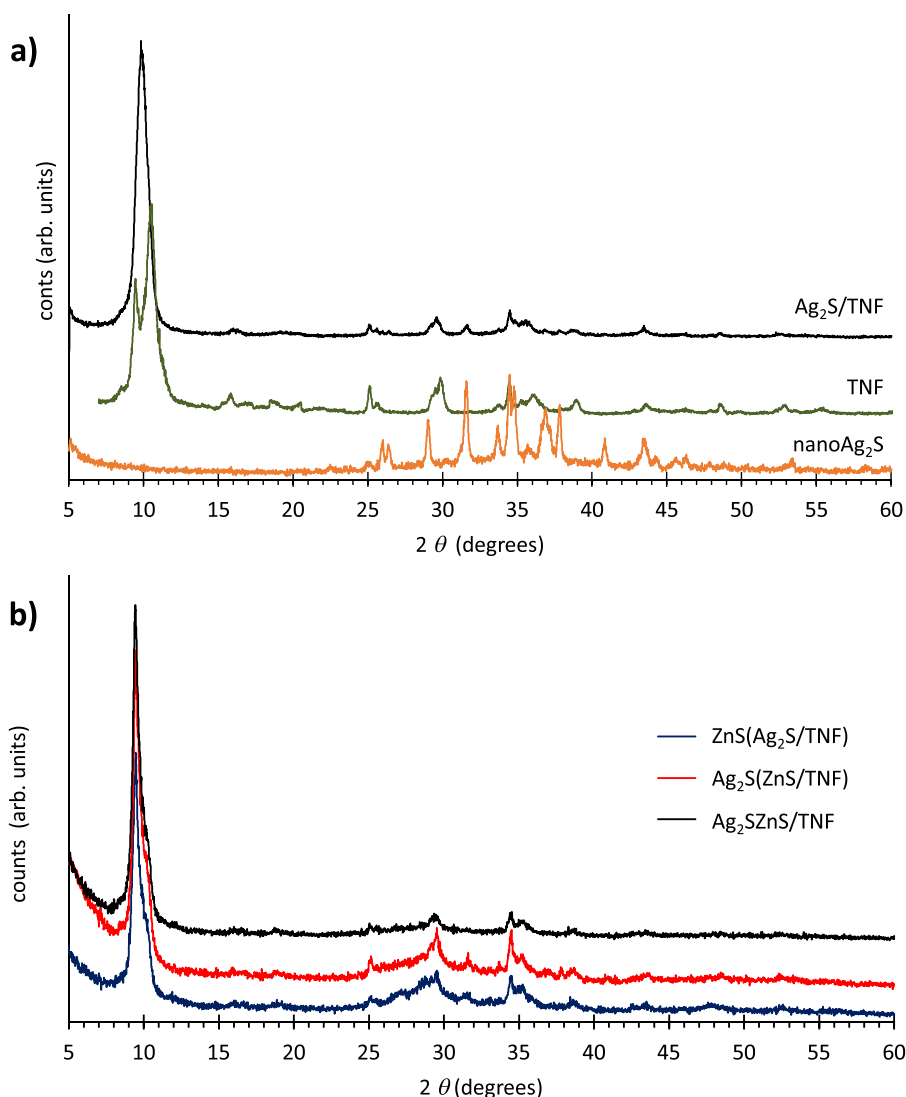 a)
conts (arb. units)
Ag₂S/TNF
TNF
nanoAg₂S
5 10 15 20 25 30 35 40 45 50 55 60
2 θ (degrees)
b)
counts (arb. units)
ZnS(Ag₂S/TNF)
Ag₂S(ZnS/TNF)
Ag₂SZnS/TNF
5 10 15 20 25 30 35 40 45 50 55 60
2 θ (degrees)